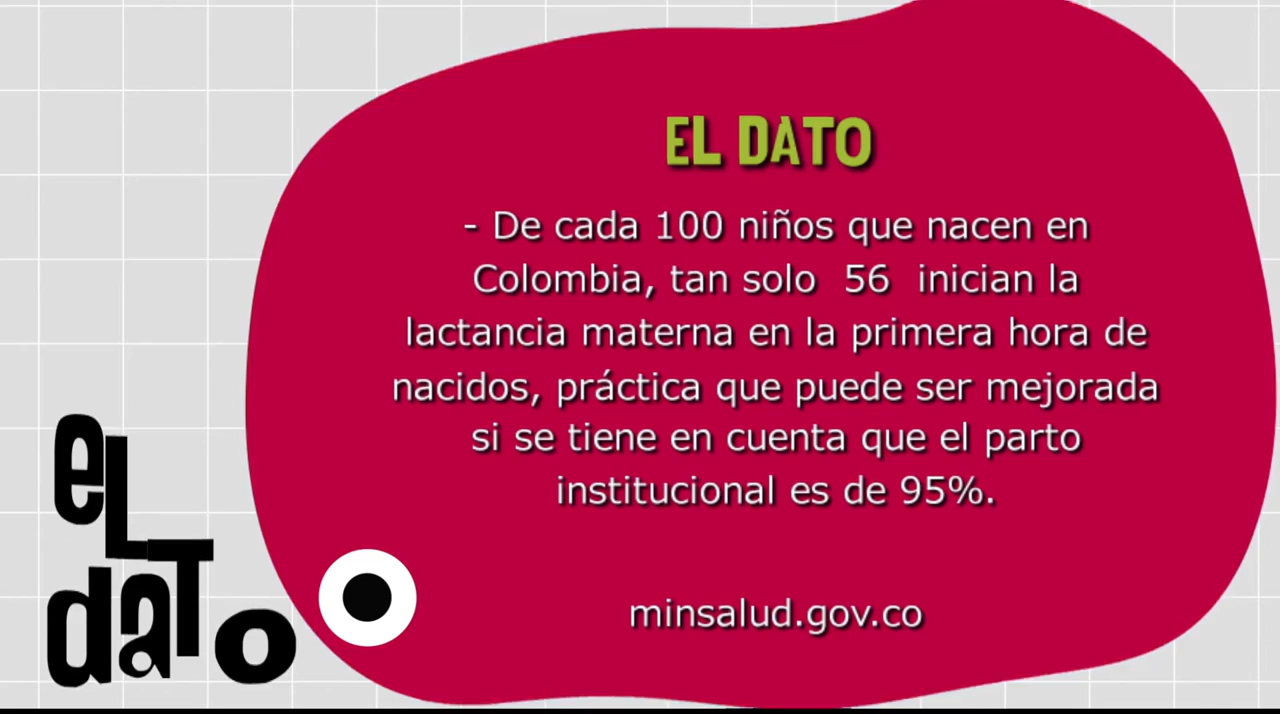 EL DATO
- De cada 100 niños que nacen en
Colombia, tan solo 56 inician la
lactancia materna en la primera hora de
nacidos, práctica que puede ser mejorada
si se tiene en cuenta que el parto
institucional es de 95%.
minsalud.gov.co
eL
daTo